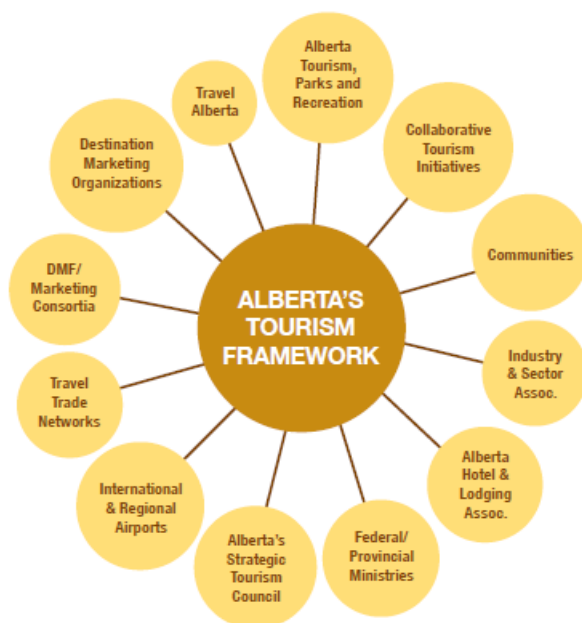 ALBERTA'S
TOURISM
FRAMEWORK
Alberta
Tourism,
Parks and
Recreation
Collaborative
Tourism
Initiatives
Communities
Industry
& Sector
Assoc.
Alberta
Hotel &
Lodging
Assoc.
Federal/
Provincial
Ministries
Alberta's
Strategic
Tourism
Council
International
& Regional
Airports
Travel
Trade
Networks
DMF/
Marketing
Consortia
Destination
Marketing
Organizations
Travel
Alberta